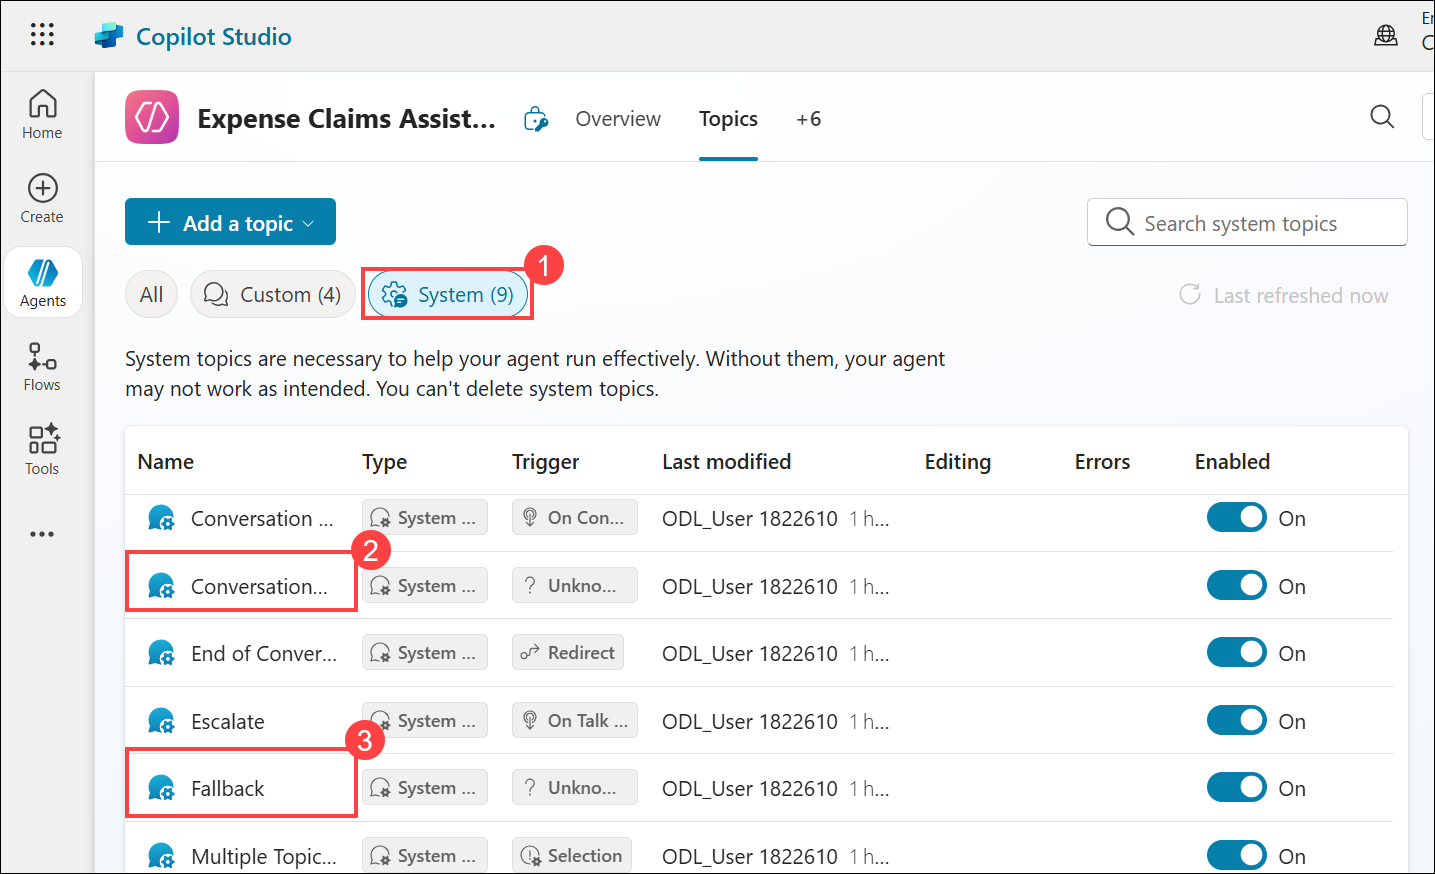 Copilot Studio
Er
C
Home
Create
Agents
Flows
Tools
Expense Claims Assist...
Overview
Topics
+6
Add a topic
Search system topics
All
Custom (4)
System (9)
1
Last refreshed now
System topics are necessary to help your agent run effectively. Without them, your agent
may not work as intended. You can't delete system topics.
Name Type Trigger Last modified Editing Errors Enabled
Conversation ... System ... On Con... ODL_User 1822610 1 h... On
2
Conversation... System ... ? Unkno... ODL_User 1822610 1 h... On
End of Conver... System ... Redirect ODL_User 1822610 1 h... On
Escalate System ... On Talk ... ODL_User 1822610 1 h... On
3
Fallback System ... ? Unkno... ODL_User 1822610 1 h... On
Multiple Topic... System ... Selection ODL_User 1822610 1 h... On